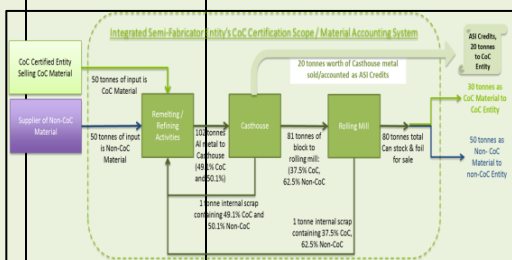 Integrated Semi-Fabricator Entity's CoC Certification Scope / Material Accounting System
ASI Credits,
20 tonnes
to CoC
Entity
CoC Certified Entity
Selling CoC Material
50 tonnes of input is
CoC Material
20 tonnes worth of Casthouse metal
sold/accounted as ASI Credits
30 tonnes as
CoC Material to
CoC Entity
Supplier of Non-CoC
Material
50 tonnes of input
is Non-CoC Material
Remelting /
Refining
Activities
102 tonnes
Al metal to
Casthouse
(49.1% CoC
and 50.1%)
Casthouse
81 tonnes of
block to
rolling mill:
(37.5% CoC,
62.5% Non-CoC)
Rolling Mill
80 tonnes total
Can stock & foil
for sale
50 tonnes as
Non- CoC
Material to
non-CoC Entity
1 tonne internal scrap
containing 49.1% CoC and
50.1% Non-CoC
1 tonne internal scrap
containing 37.5% CoC,
62.5% Non-CoC